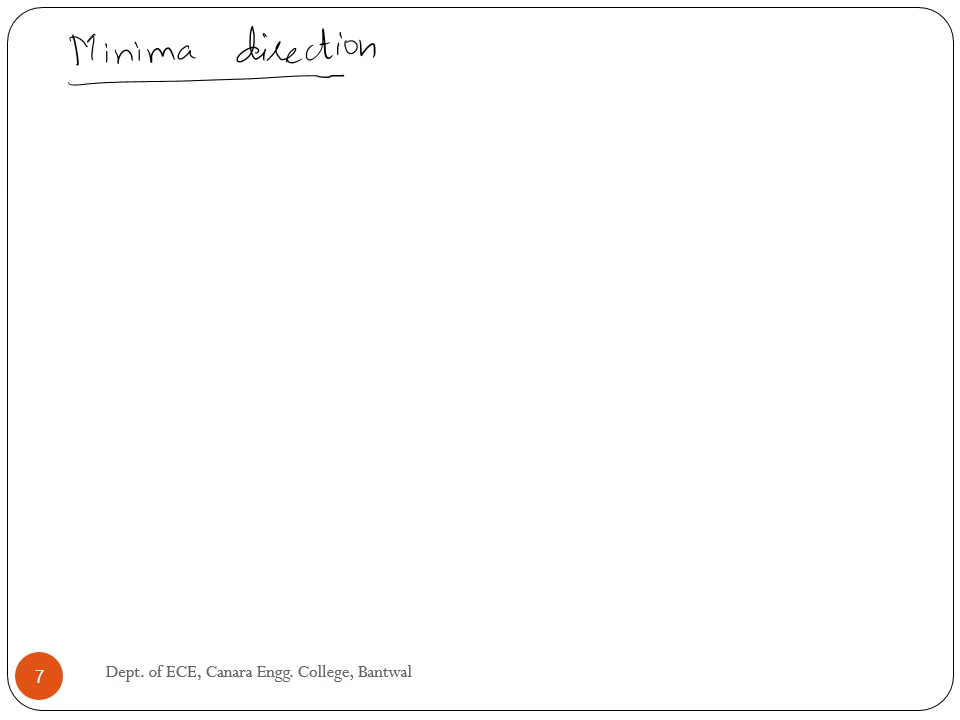 Minima direction
7
Dept. of ECE, Canara Engg. College, Bantwal